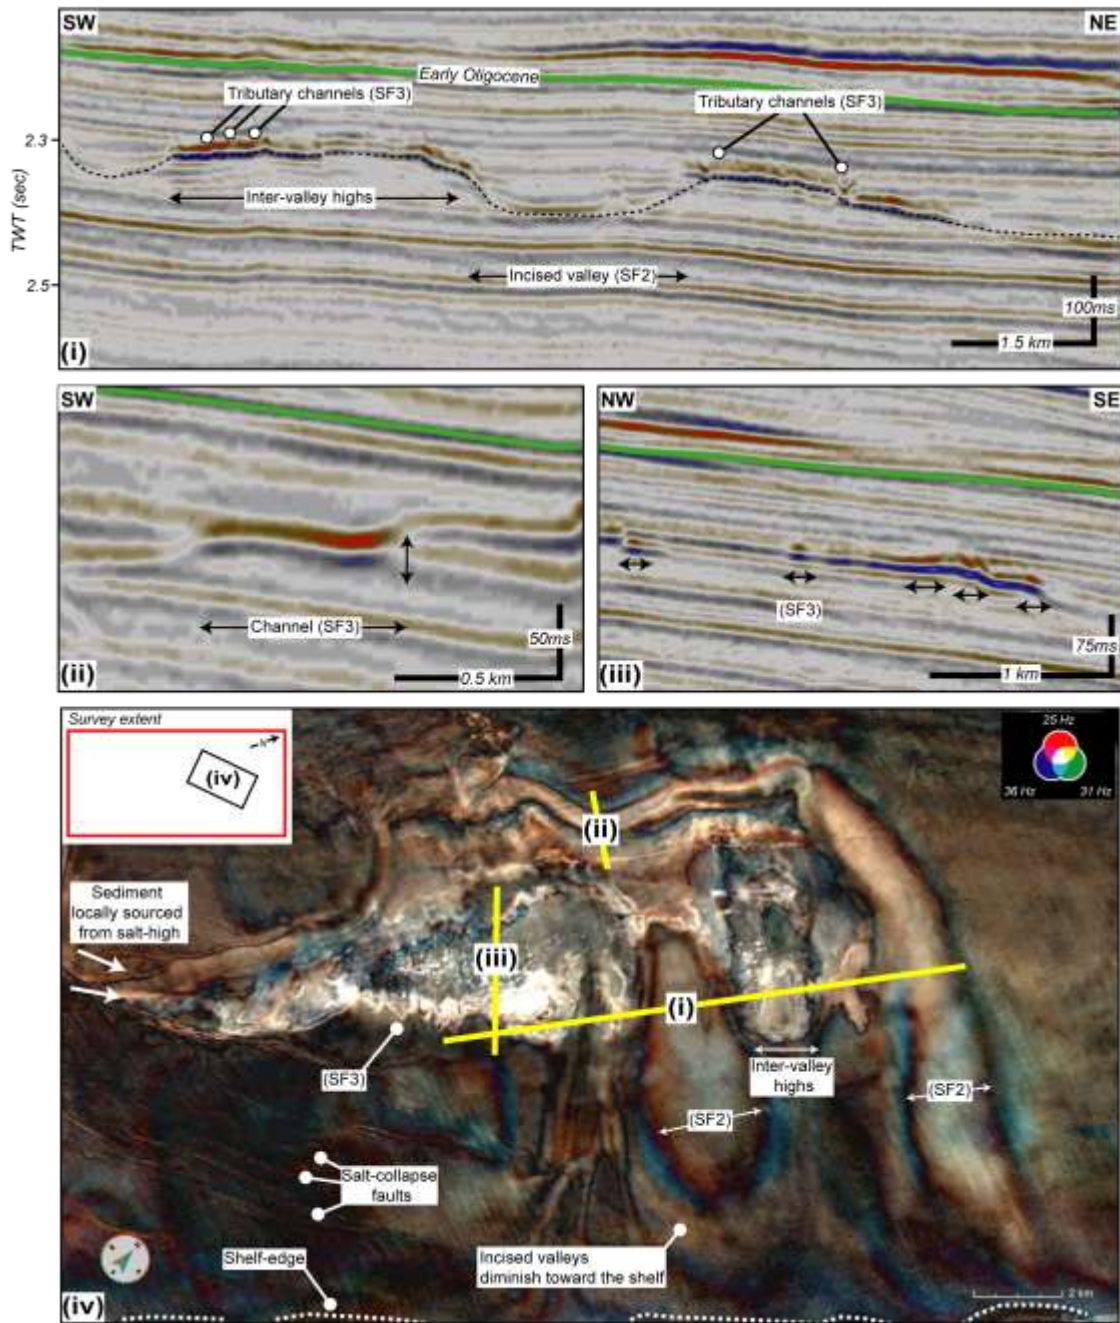 SW
NE
Early Oligocene
Tributary channels (SF3)
Tributary channels (SF3)
2.3
Inter-valley highs
TWT (sec)
Incised valley (SF2)
2.5
100ms
1.5 km
(i)
SW
Channel (SF3)
50ms
0.5 km
(ii)
NW
SE
(SF3)
75ms
1 km
(iii)
Survey extent
(iv)
25 Hz
36 Hz
31 Hz
(ii)
Sediment
locally sourced
from salt-high
(iii)
(i)
(SF3)
Inter-valley
highs
(SF2)
(SF2)
Salt-collapse
faults
Shelf-edge
Incised valleys
diminish toward the shelf
2 km
(iv)